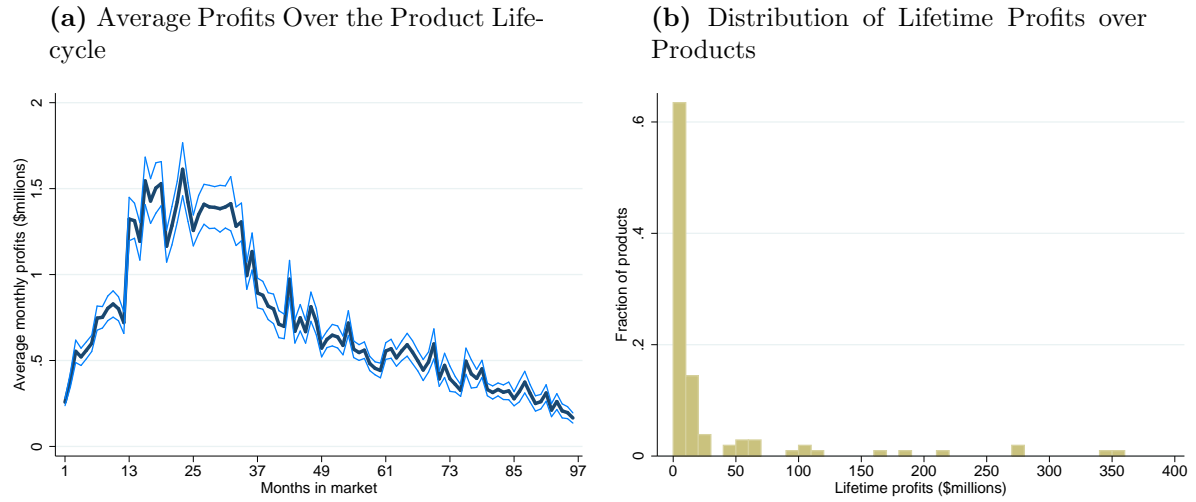 (a) Average Profits Over the Product Life-
cycle
2
1.5
1
.5
0
Average monthly profits ($millions)
1 13 25 37 49 61 73 85 97
Months in market
(b) Distribution of Lifetime Profits over
Products
.6
.4
.2
0
Fraction of products
0 50 100 150 200 250 300 350 400
Lifetime profits ($millions)